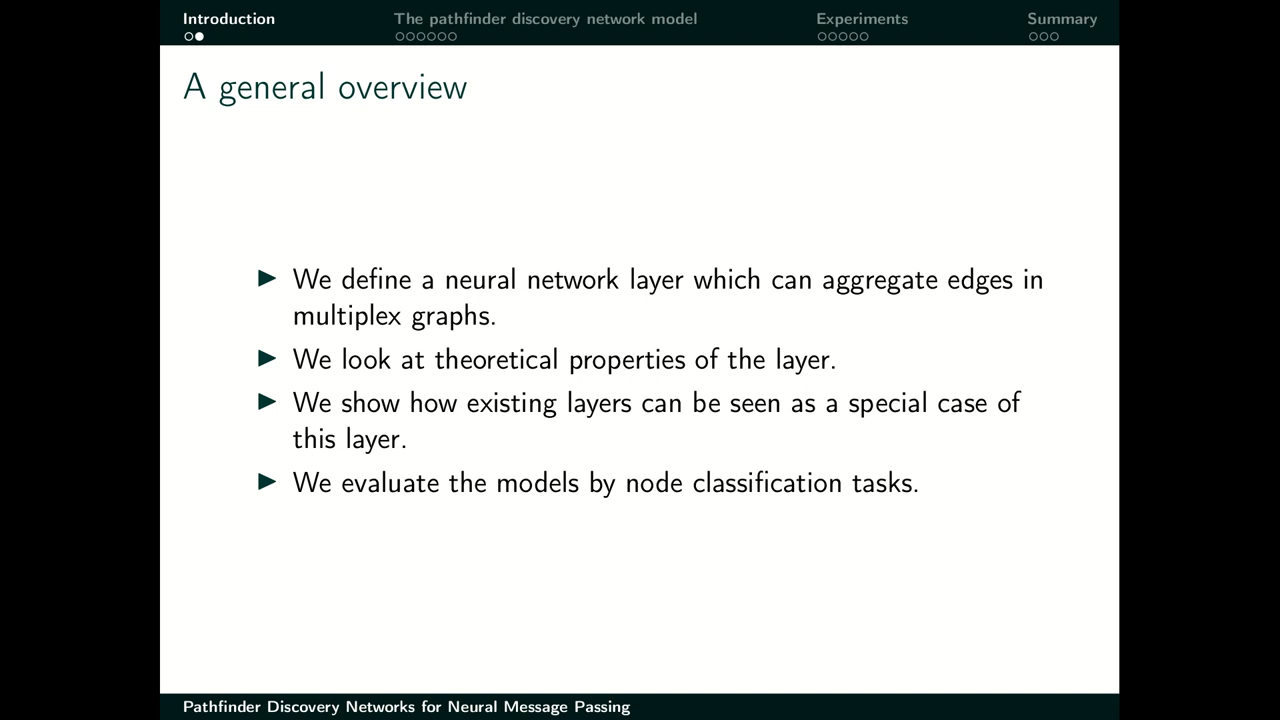 Introduction
The pathfinder discovery network model
Experiments
Summary
A general overview
We define a neural network layer which can aggregate edges in
multiplex graphs.
We look at theoretical properties of the layer.
We show how existing layers can be seen as a special case of
this layer.
We evaluate the models by node classification tasks.
Pathfinder Discovery Networks for Neural Message Passing